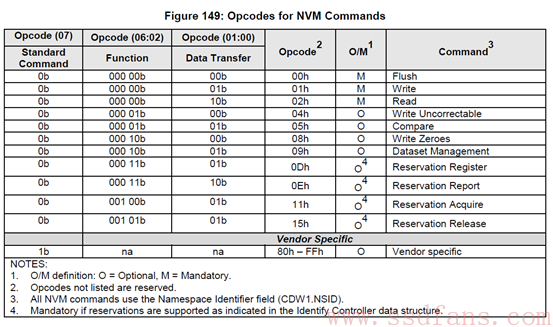 Figure 149: Opcodes for NVM Commands
Opcode (07) Opcode (06:02) Opcode (01:00) Opcode2 O/M1 Command3
Standard Command Function Data Transfer
0b 000 00b 00b 00h M Flush
0b 000 00b 01b 01h M Write
0b 000 00b 10b 02h M Read
0b 000 01b 00b 04h O Write Uncorrectable
0b 000 01b 01b 05h O Compare
0b 000 10b 00b 08h O Write Zeroes
0b 000 10b 01b 09h O Dataset Management
0b 000 11b 01b 0Dh O4 Reservation Register
0b 000 11b 10b 0Eh O4 Reservation Report
0b 001 00b 01b 11h O4 Reservation Acquire
0b 001 01b 01b 15h O4 Reservation Release
Vendor Specific
1b na na 80h – FFh O Vendor specific
NOTES:
1. O/M definition: O = Optional, M = Mandatory.
2. Opcodes not listed are reserved.
3. All NVM commands use the Namespace Identifier field (CDW1.NSID).
4. Mandatory if reservations are supported as indicated in the Identify Controller data structure.
www.ssdfans.com